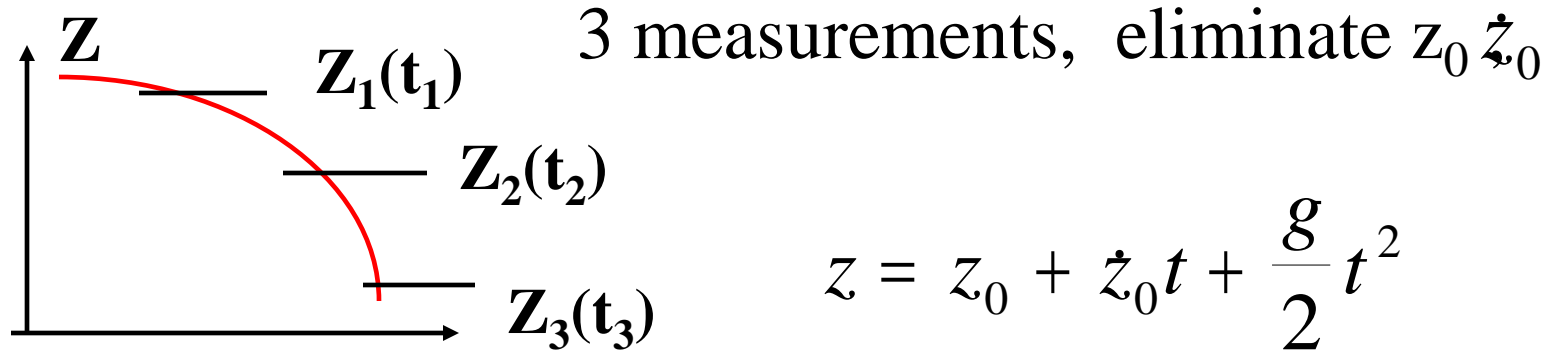 Z
3 measurements, eliminate z₀ ż₀
Z₁(t₁)
Z₂(t₂)
z = z₀ + ż₀t + g/2 t²
Z₃(t₃)